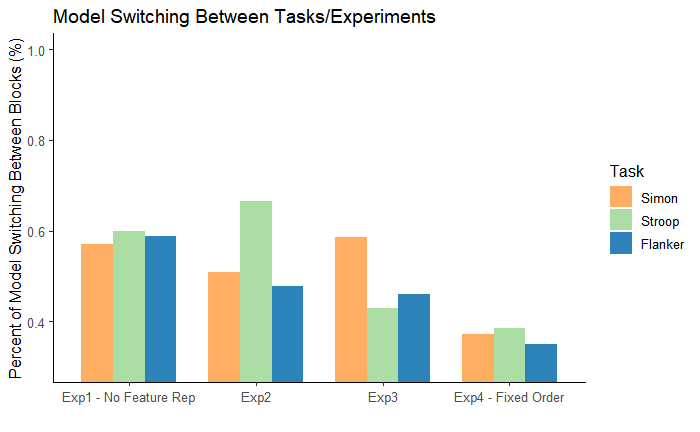 Model Switching Between Tasks/Experiments
Percent of Model Switching Between Blocks (%)
1.0
0.8
0.6
0.4
Exp1 - No Feature Rep
Exp2
Exp3
Exp4 - Fixed Order
Task
Simon
Stroop
Flanker